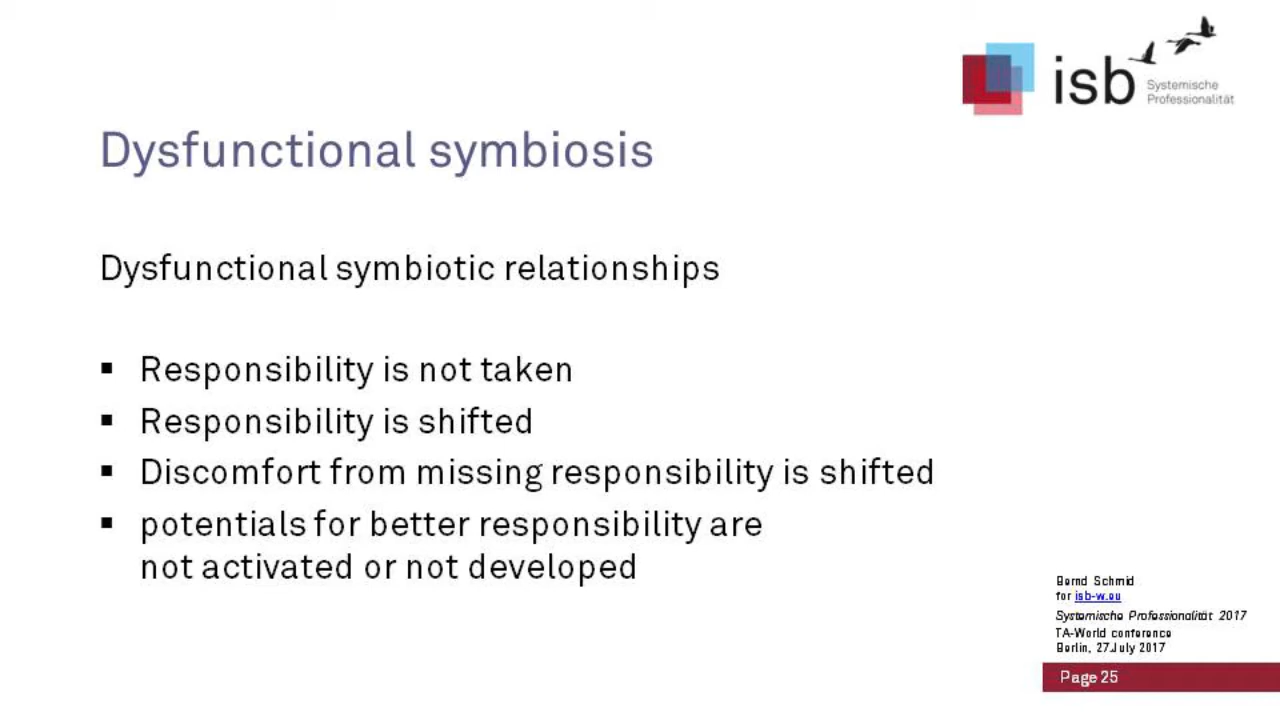 isb
Systemische
Professionalität
Dysfunctional symbiosis
Dysfunctional symbiotic relationships
▪ Responsibility is not taken
▪ Responsibility is shifted
▪ Discomfort from missing responsibility is shifted
▪ potentials for better responsibility are
not activated or not developed
Bernd Schmid
for isb-w.eu
Systemische Professionalität 2017
TA-World conference
Berlin, 27.July 2017
Page 25